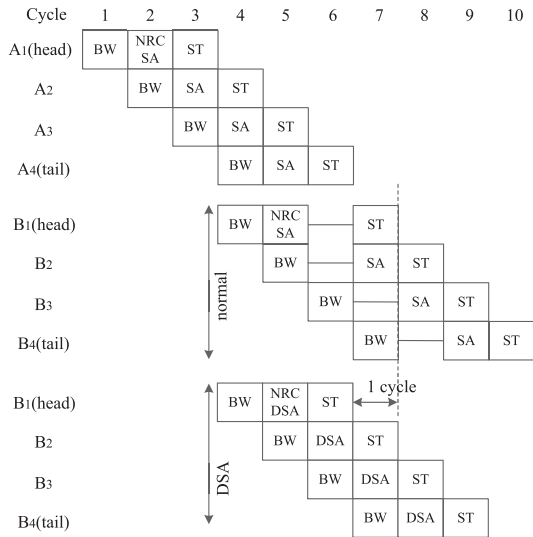 Cycle 1 2 3 4 5 6 7 8 9 10
A1(head) BW NRC SA ST
A2 BW SA ST
A3 BW SA ST
A4(tail) BW SA ST
normal
B1(head) BW NRC SA ST
B2 BW SA ST
B3 BW SA ST
B4(tail) BW SA ST
DSA
B1(head) BW NRC DSA ST 1 cycle
B2 BW DSA ST
B3 BW DSA ST
B4(tail) BW DSA ST